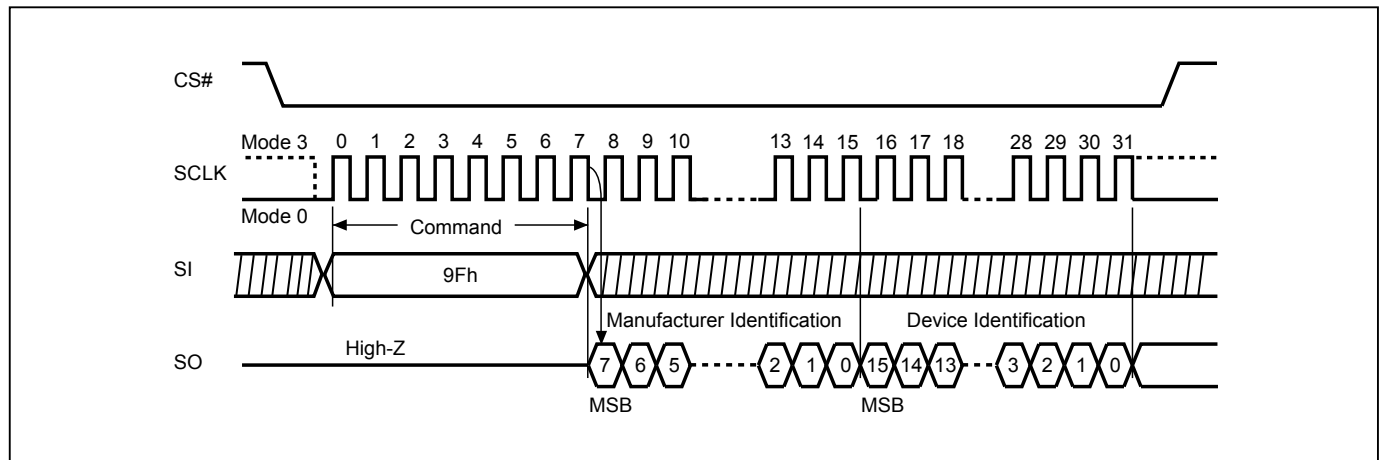 CS#
Mode 3
0 1 2 3 4 5 6 7 8 9 10 13 14 15 16 17 18 28 29 30 31
SCLK
Mode 0
Command
SI
9Fh
Manufacturer Identification
Device Identification
High-Z
SO
7 6 5 2 1 0 15 14 13 3 2 1 0
MSB
MSB